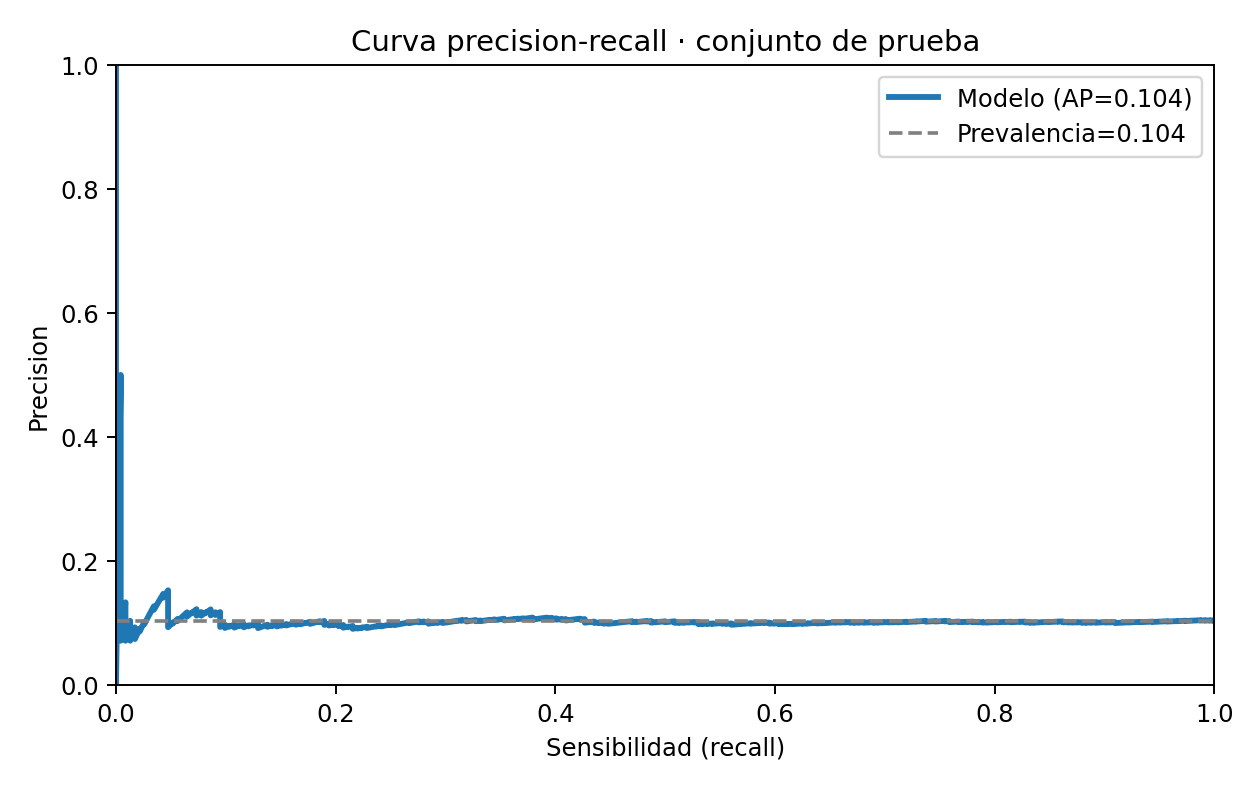 Curva precision-recall · conjunto de prueba
Modelo (AP=0.104)
Prevalencia=0.104
Precision
1.0
0.8
0.6
0.4
0.2
0.0
0.0 0.2 0.4 0.6 0.8 1.0
Sensibilidad (recall)